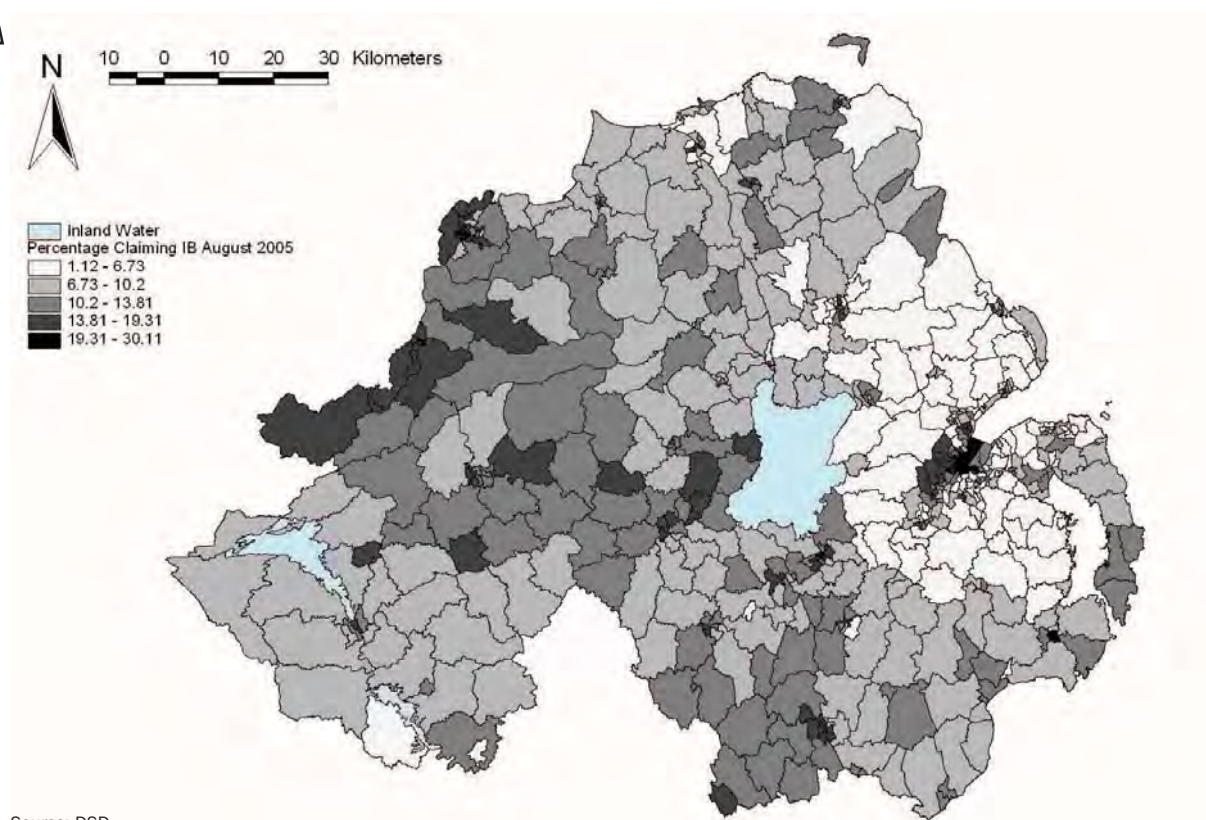 10 0 10 20 30 Kilometers
N
Inland Water
Percentage Claiming IB August 2005
1.12 - 6.73
6.73 - 10.2
10.2 - 13.81
13.81 - 19.31
19.31 - 30.11